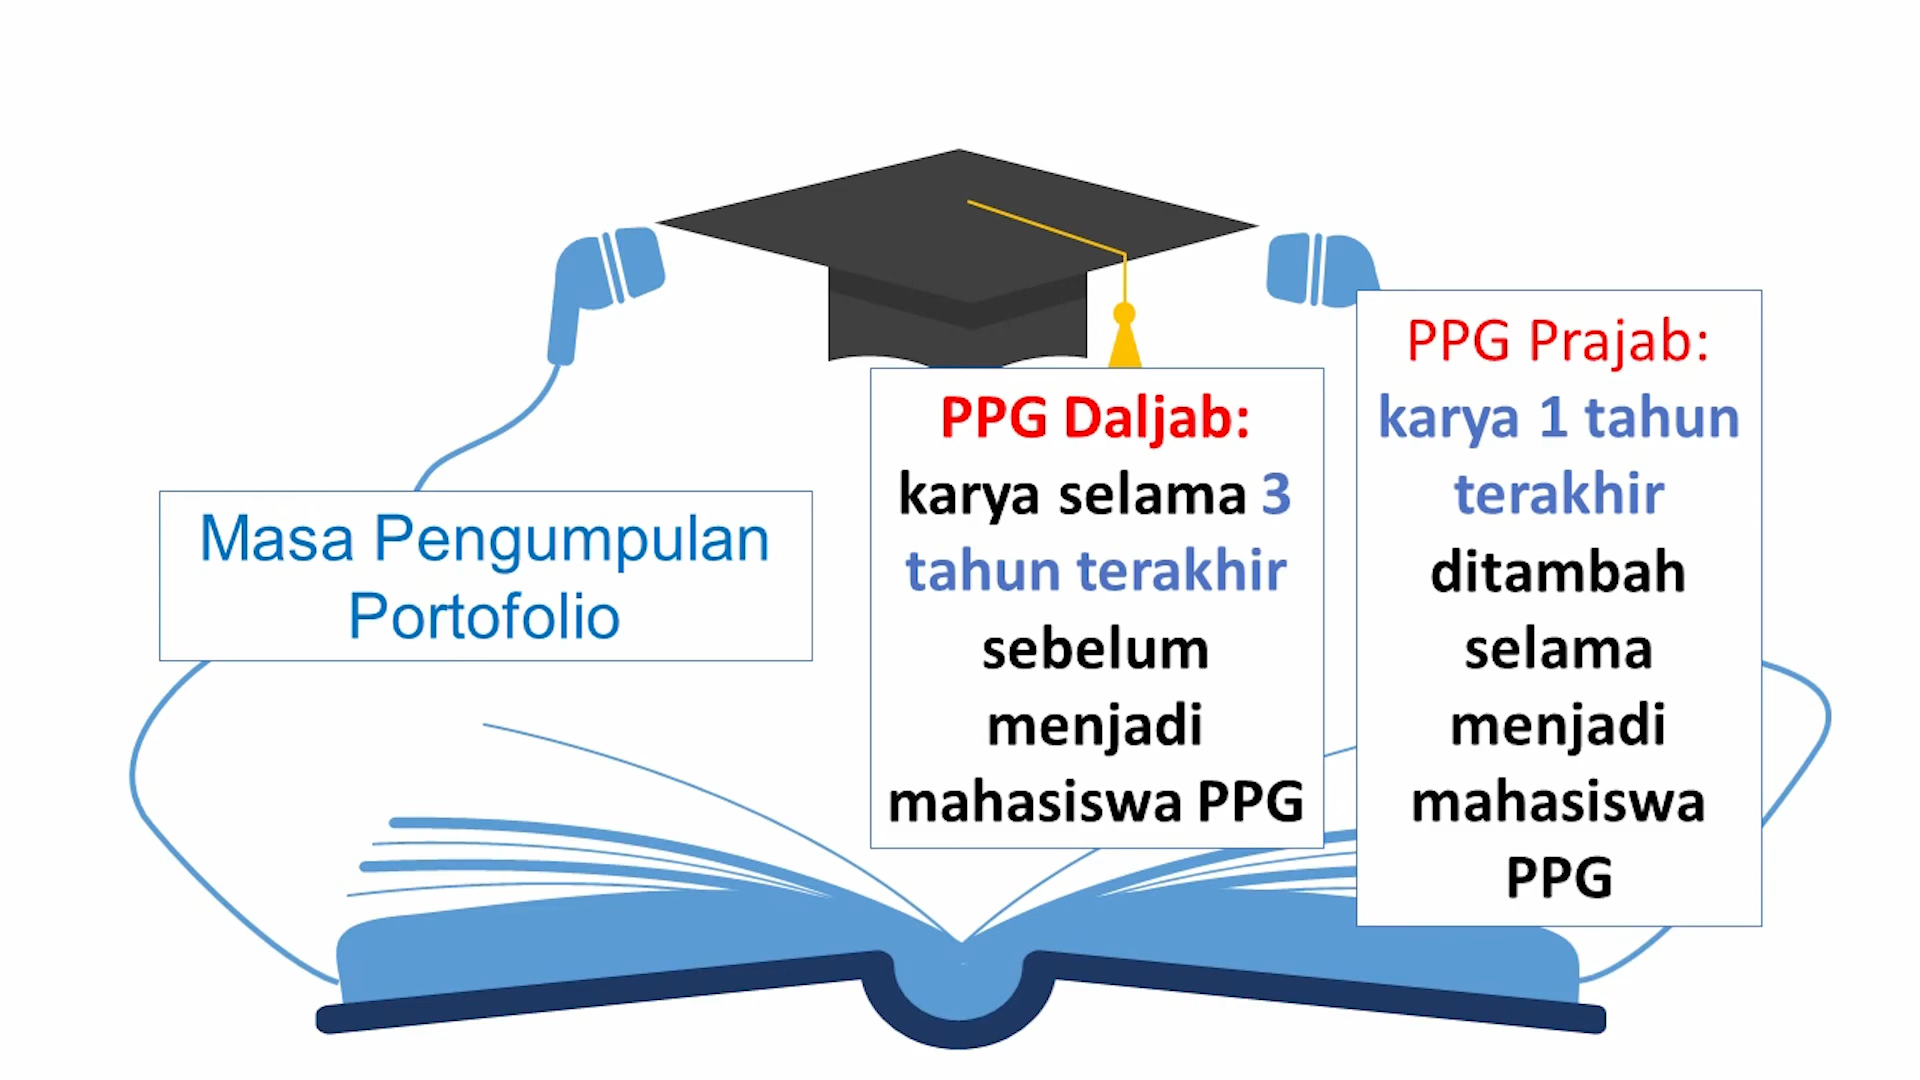 Masa Pengumpulan
Portofolio
PPG Daljab:
karya selama 3
tahun terakhir
sebelum
menjadi
mahasiswa PPG
PPG Prajab:
karya 1 tahun
terakhir
ditambah
selama
menjadi
mahasiswa
PPG